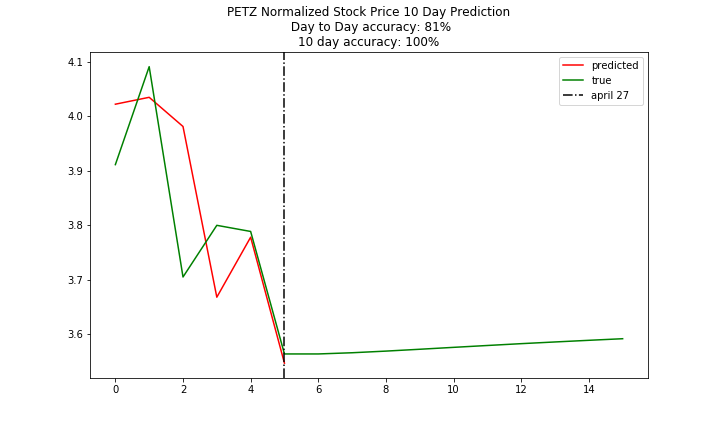 PETZ Normalized Stock Price 10 Day Prediction
Day to Day accuracy: 81%
10 day accuracy: 100%
predicted
true
april 27
4.1
4.0
3.9
3.8
3.7
3.6
0 2 4 6 8 10 12 14